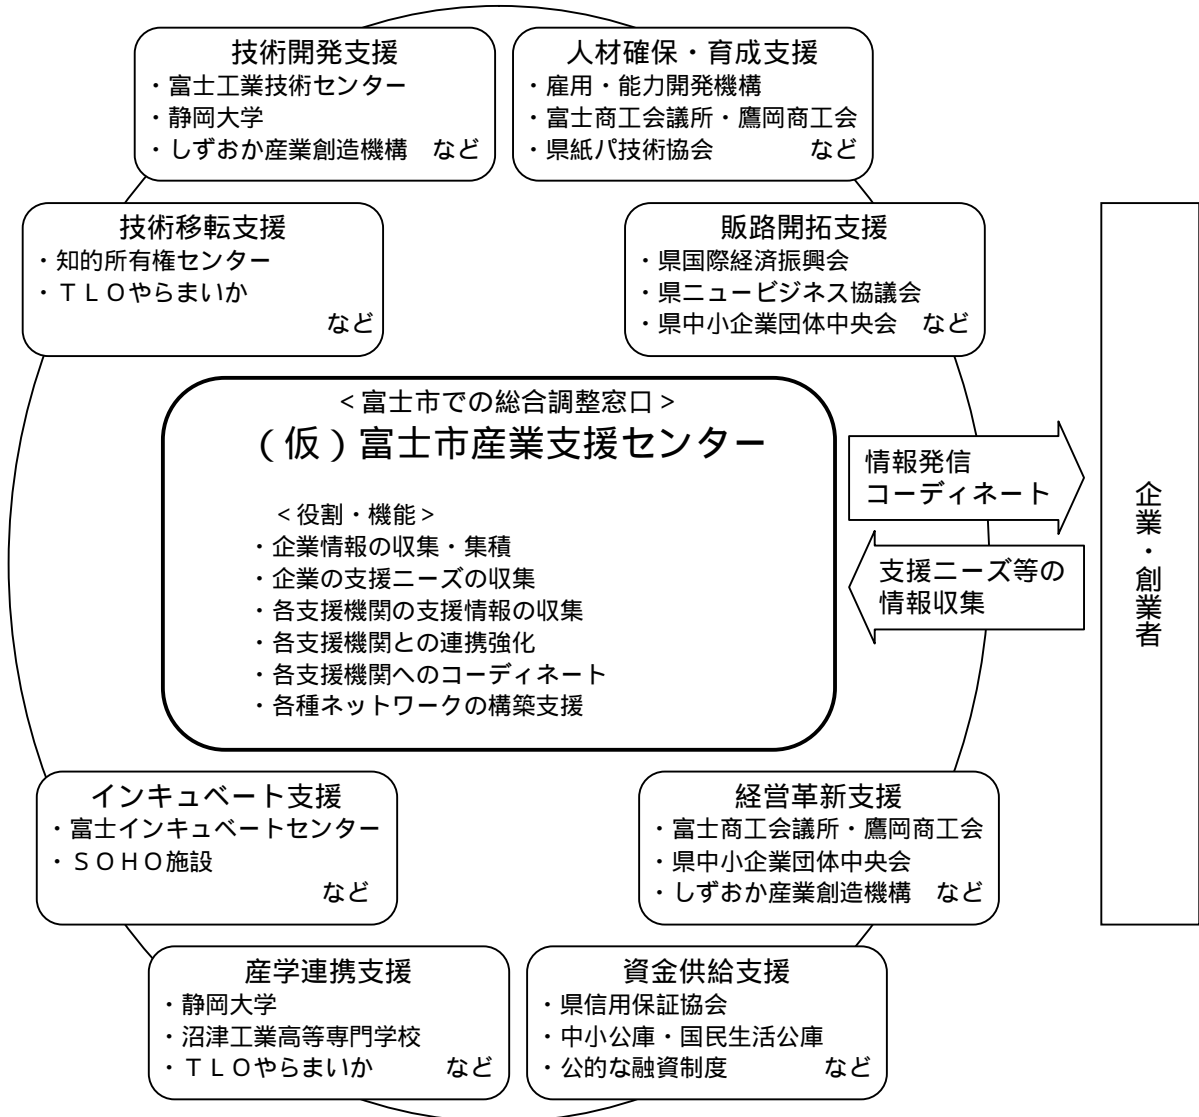 技術開発支援
・富士工業技術センター
・静岡大学
・しずおか産業創造機構　など
人材確保・育成支援
・雇用・能力開発機構
・富士商工会議所・鷹岡商工会
・県紙パ技術協会　など
技術移転支援
・知的所有権センター
・ＴＬＯやらまいか
など
販路開拓支援
・県国際経済振興会
・県ニュービジネス協議会
・県中小企業団体中央会　など
＜富士市での総合調整窓口＞
（仮）富士市産業支援センター
＜役割・機能＞
・企業情報の収集・集積
・企業の支援ニーズの収集
・各支援機関の支援情報の収集
・各支援機関との連携強化
・各支援機関へのコーディネート
・各種ネットワークの構築支援
情報発信
コーディネート
支援ニーズ等の
情報収集
企業・創業者
インキュベート支援
・富士インキュベートセンター
・ＳＯＨＯ施設
など
経営革新支援
・富士商工会議所・鷹岡商工会
・県中小企業団体中央会
・しずおか産業創造機構　など
産学連携支援
・静岡大学
・沼津工業高等専門学校
・ＴＬＯやらまいか　など
資金供給支援
・県信用保証協会
・中小公庫・国民生活公庫
・公的な融資制度　など